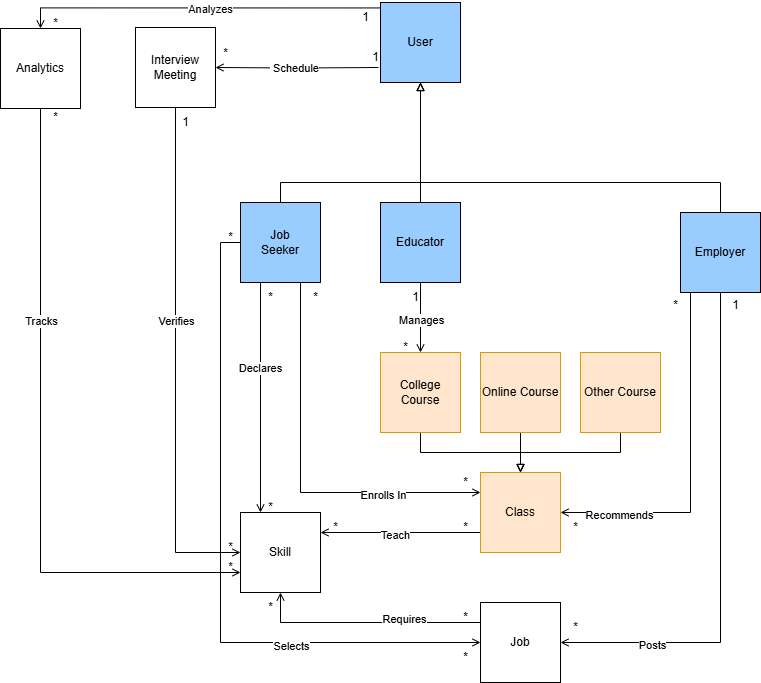 Analyzes
1
*
User
Analytics
Interview
Meeting
*
1
Schedule
*
1
Job
Seeker
Educator
Employer
*
*
*
1
*
1
Tracks
Verifies
Manages
*
Declares
College
Course
Online Course
Other Course
*
Enrolls In
*
Class
Recommends
*
*
*
Teach
*
Skill
*
*
*
Requires
*
*
Job
Selects
*
Posts